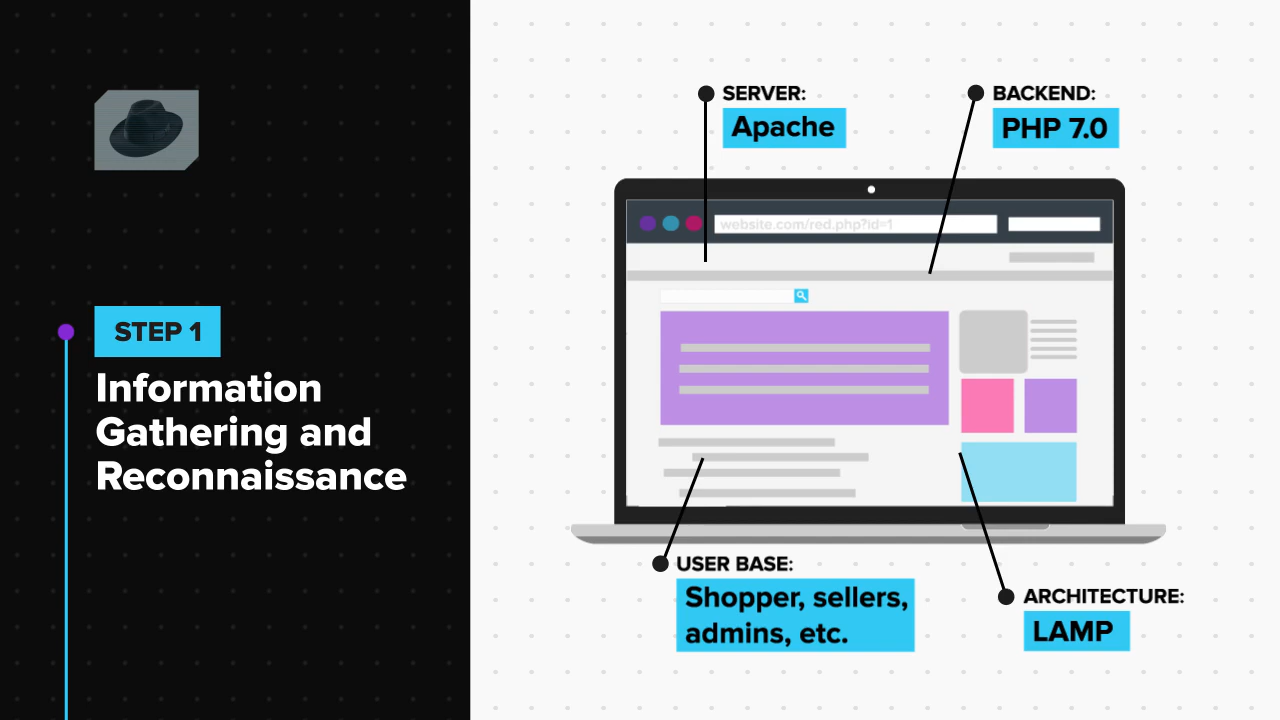 STEP 1
Information
Gathering and
Reconnaissance
SERVER:
Apache
BACKEND:
PHP 7.0
website.com/red.php?id=1
USER BASE:
Shopper, sellers,
admins, etc.
ARCHITECTURE:
LAMP